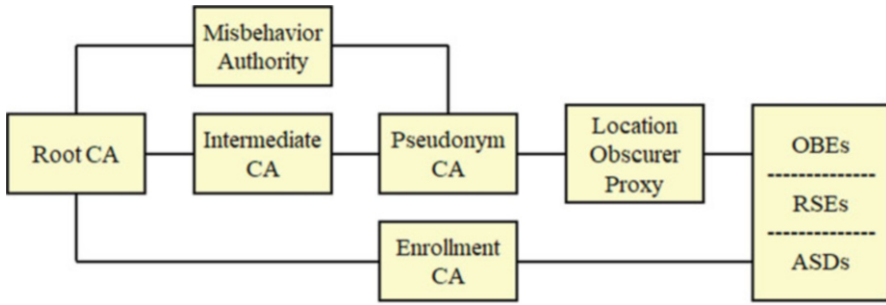 Misbehavior
Authority
Root CA
Intermediate
CA
Pseudonym
CA
Location
Obscurer
Proxy
OBEs
RSEs
ASDs
Enrollment
CA